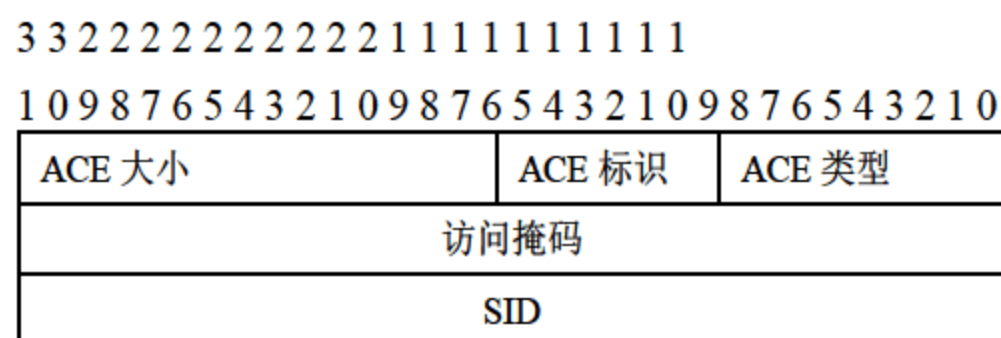 3 3 2 2 2 2 2 2 2 2 2 2 1 1 1 1 1 1 1 1 1 1
1 0 9 8 7 6 5 4 3 2 1 0 9 8 7 6 5 4 3 2 1 0 9 8 7 6 5 4 3 2 1 0
ACE 大小 ACE 标识 ACE 类型
访问掩码
SID